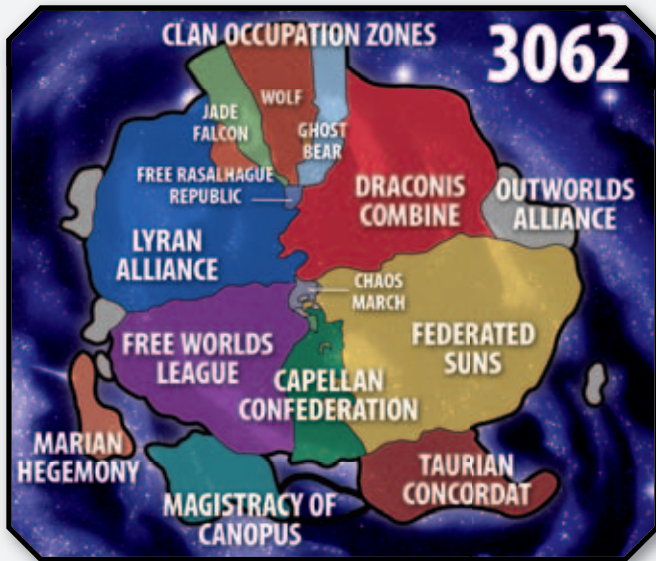 CLAN OCCUPATION ZONES
3062
JADE
FALCON
WOLF
GHOST
BEAR
FREE RASALHAGUE
REPUBLIC
DRACONIS
COMBINE
OUTWORLDS
ALLIANCE
LYRAN
ALLIANCE
CHAOS
MARCH
FREE WORLDS
LEAGUE
FEDERATED
SUNS
CAPELLAN
CONFEDERATION
MARIAN
HEGEMONY
TAURIAN
CONCORDAT
MAGISTRACY OF
CANOPUS